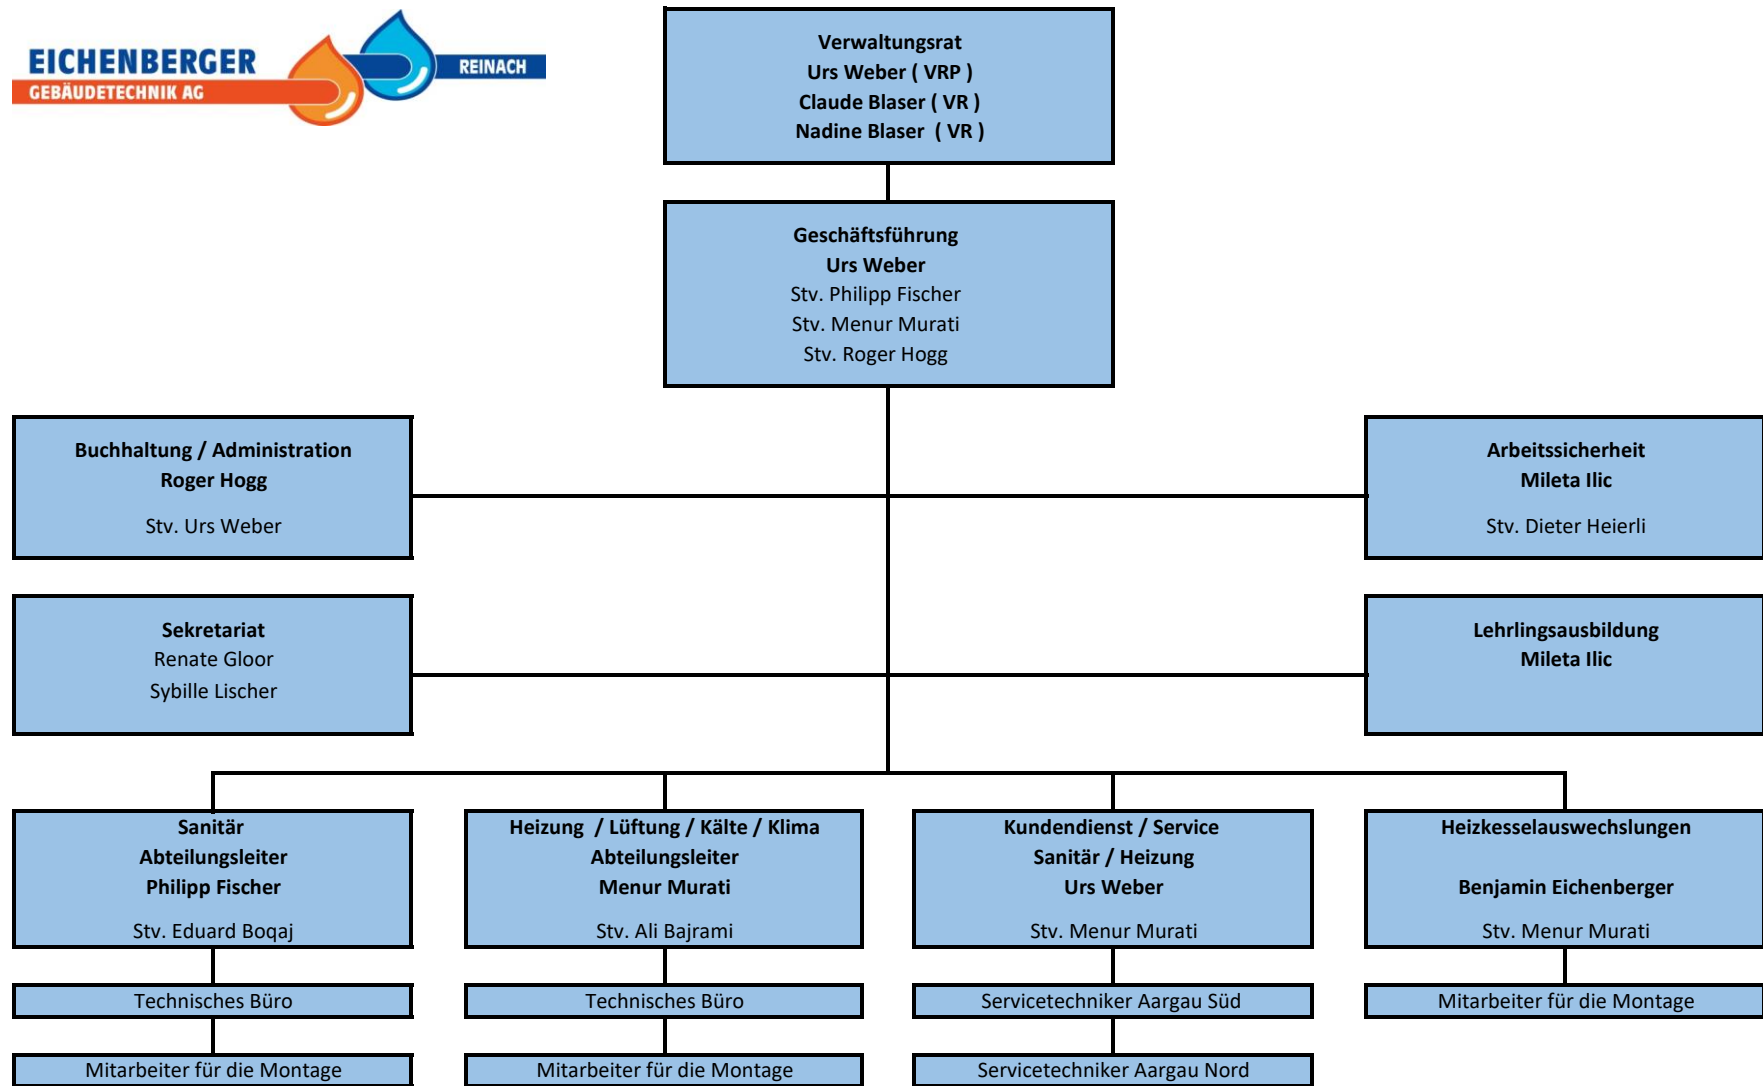 EICHENBERGER
GEBÄUDETECHNIK AG
REINACH
Verwaltungsrat
Urs Weber ( VRP )
Claude Blaser ( VR )
Nadine Blaser  ( VR )
Geschäftsführung
Urs Weber
Stv. Philipp Fischer
Stv. Menur Murati
Stv. Roger Hogg
Buchhaltung / Administration
Roger Hogg
Stv. Urs Weber
Arbeitssicherheit
Mileta Ilic
Stv. Dieter Heierli
Sekretariat
Renate Gloor
Sybille Lischer
Lehrlingsausbildung
Mileta Ilic
Sanitär
Abteilungsleiter
Philipp Fischer
Stv. Eduard Boqaj
Technisches Büro
Mitarbeiter für die Montage
Heizung  / Lüftung / Kälte / Klima
Abteilungsleiter
Menur Murati
Stv. Ali Bajrami
Technisches Büro
Mitarbeiter für die Montage
Kundendienst / Service
Sanitär / Heizung
Urs Weber
Stv. Menur Murati
Servicetechniker Aargau Süd
Servicetechniker Aargau Nord
Heizkesselauswechslungen
Benjamin Eichenberger
Stv. Menur Murati
Mitarbeiter für die Montage